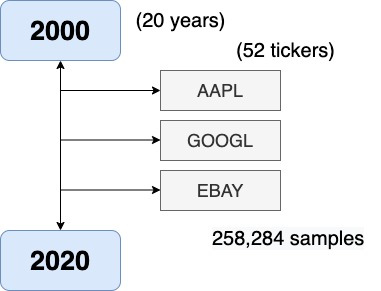 2000
(20 years)
(52 tickers)
AAPL
GOOGL
EBAY
258,284 samples
2020